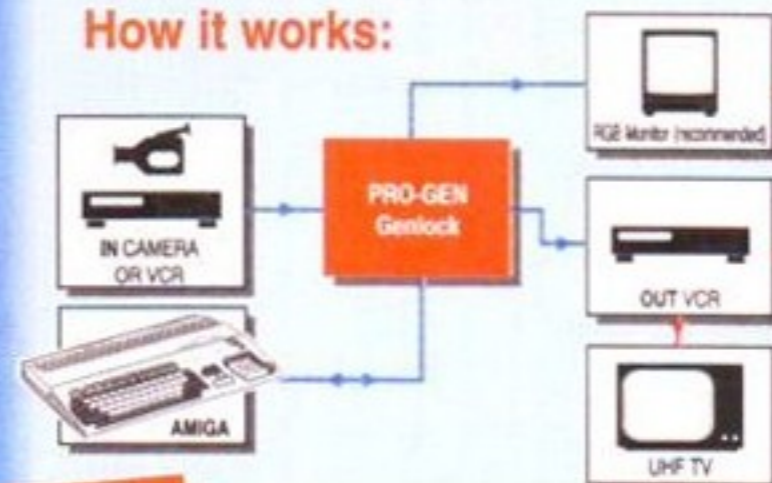 How it works:
IN CAMERA
OR VCR
AMIGA
PRO-GEN
Genlock
RGB Monitor (recommended)
OUT VCR
UHF TV